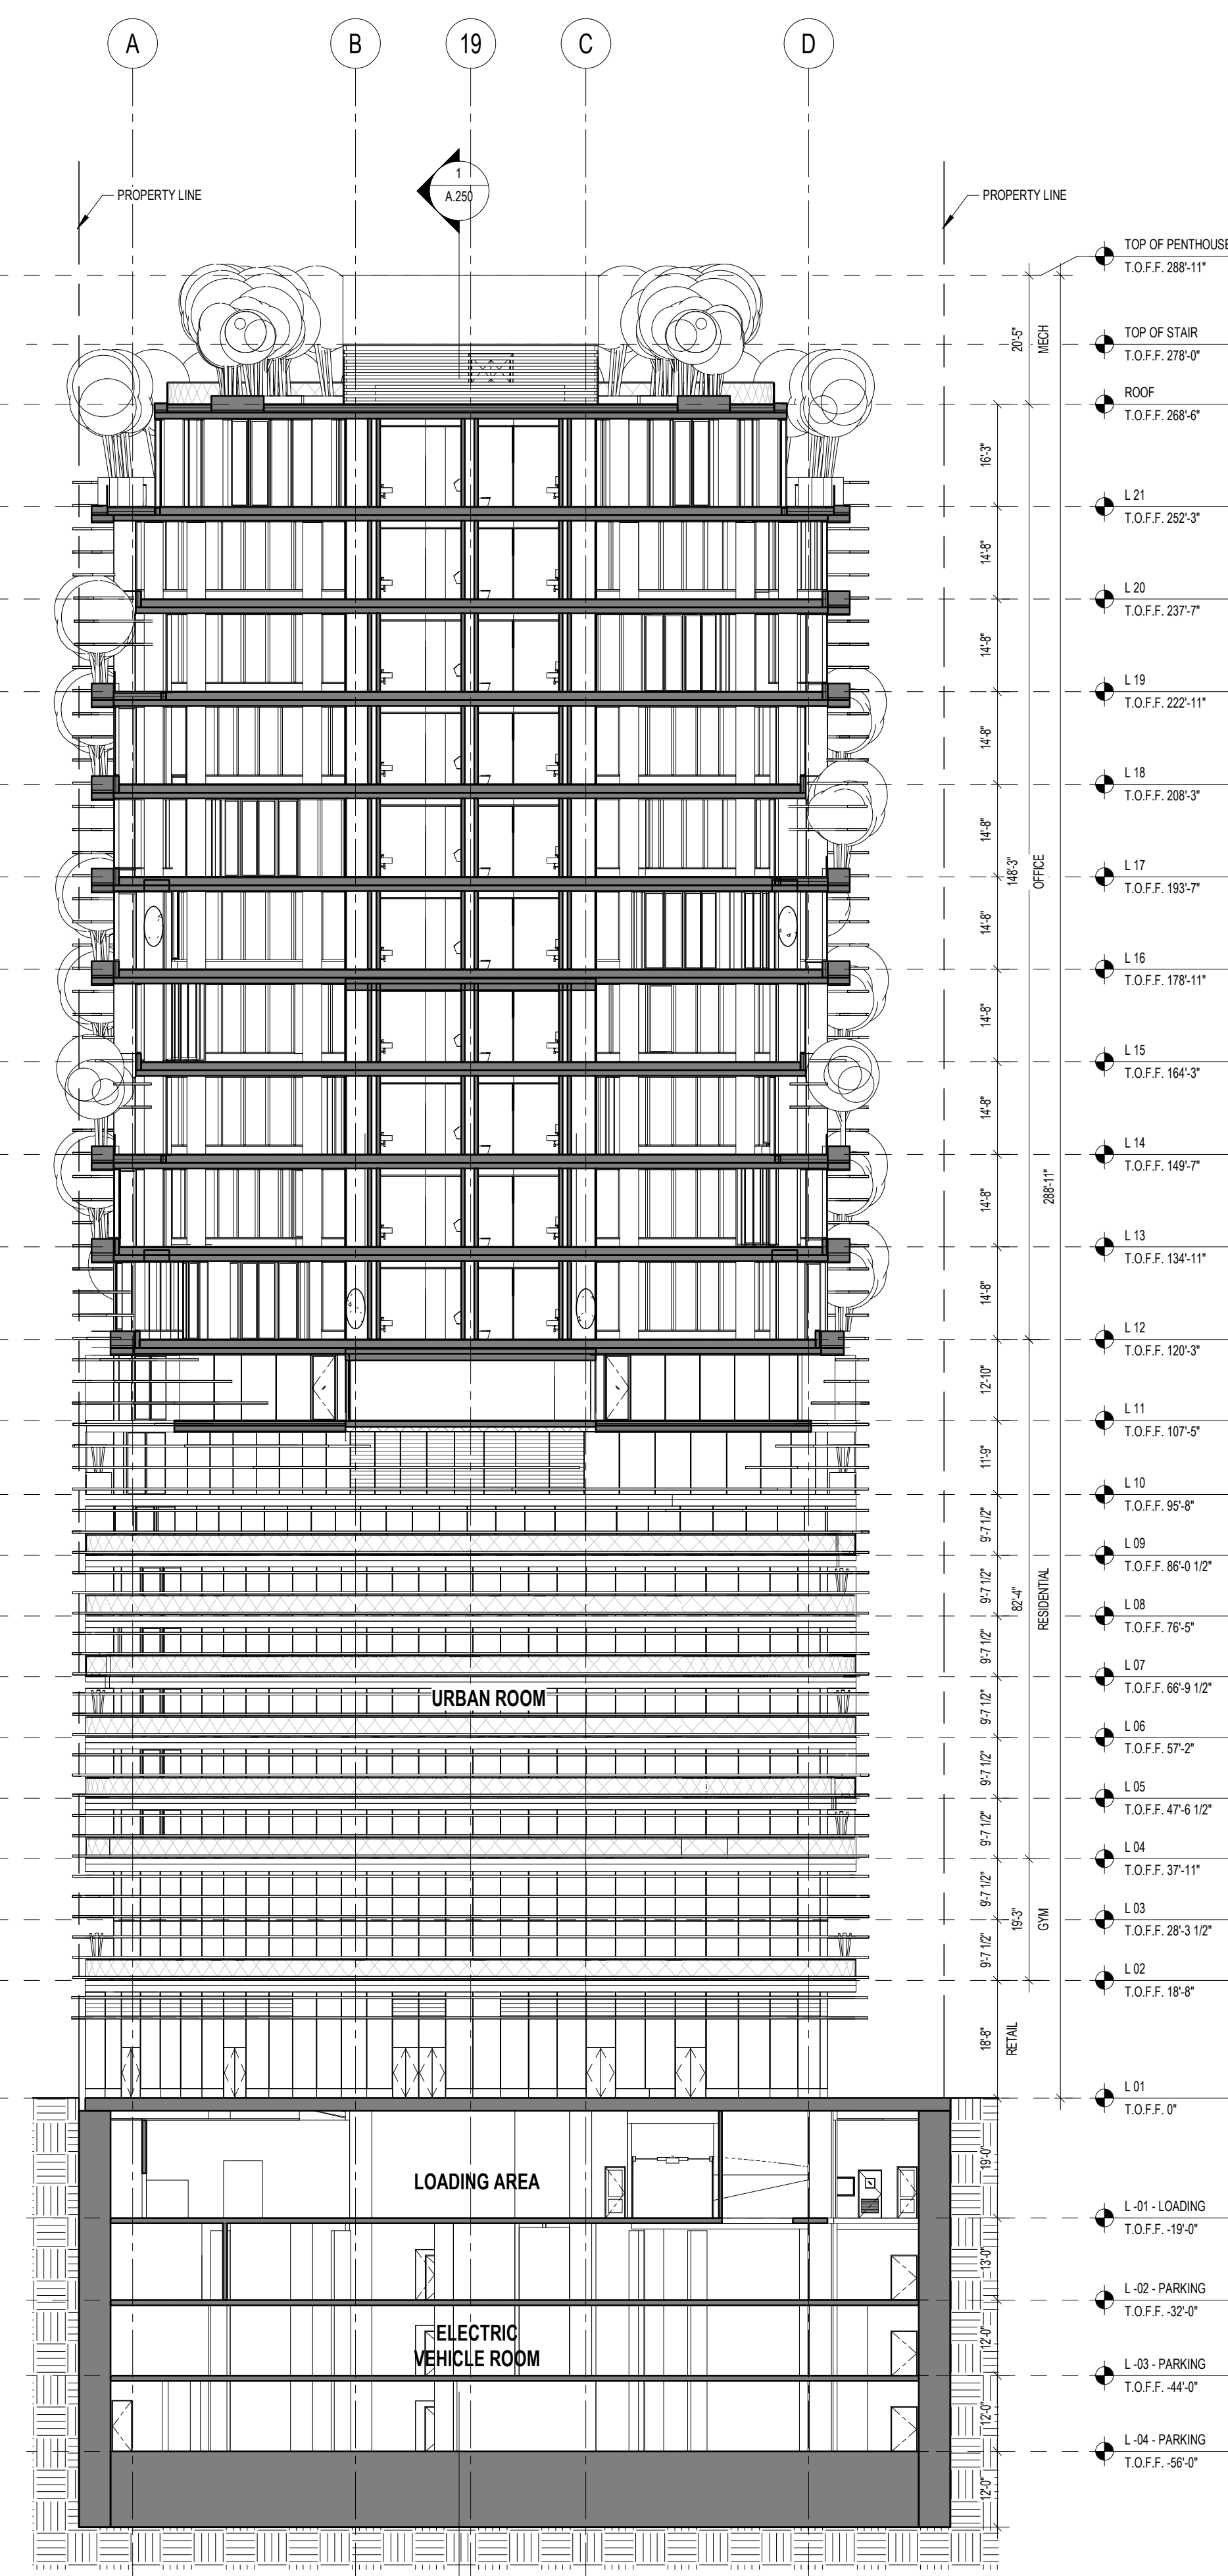 A B 19 C D
1
A.250
PROPERTY LINE
PROPERTY LINE
TOP OF PENTHOUSE
T.O.F.F. 288'-11"
20'-5"
MECH
TOP OF STAIR
T.O.F.F. 278'-0"
ROOF
T.O.F.F. 268'-6"
16'-3"
L 21
T.O.F.F. 252'-3"
14'-8"
L 20
T.O.F.F. 237'-7"
14'-8"
L 19
T.O.F.F. 222'-11"
14'-8"
L 18
T.O.F.F. 208'-3"
14'-8"
148'-3"
OFFICE
L 17
T.O.F.F. 193'-7"
14'-8"
L 16
T.O.F.F. 178'-11"
14'-8"
L 15
T.O.F.F. 164'-3"
14'-8"
L 14
T.O.F.F. 149'-7"
14'-8"
288'-11"
L 13
T.O.F.F. 134'-11"
14'-8"
L 12
T.O.F.F. 120'-3"
12'-10"
L 11
T.O.F.F. 107'-5"
11'-9"
L 10
T.O.F.F. 95'-8"
9'-7 1/2"
L 09
T.O.F.F. 86'-0 1/2"
9'-7 1/2"
82'-4"
RESIDENTIAL
L 08
T.O.F.F. 76'-5"
9'-7 1/2"
L 07
T.O.F.F. 66'-9 1/2"
URBAN ROOM
9'-7 1/2"
L 06
T.O.F.F. 57'-2"
9'-7 1/2"
L 05
T.O.F.F. 47'-6 1/2"
9'-7 1/2"
L 04
T.O.F.F. 37'-11"
9'-7 1/2"
19'-3"
GYM
L 03
T.O.F.F. 28'-3 1/2"
9'-7 1/2"
L 02
T.O.F.F. 18'-8"
18'-8"
RETAIL
L 01
T.O.F.F. 0"
19'-0"
LOADING AREA
L -01 - LOADING
T.O.F.F. -19'-0"
13'-0"
L -02 - PARKING
T.O.F.F. -32'-0"
12'-0"
ELECTRIC
VEHICLE ROOM
L -03 - PARKING
T.O.F.F. -44'-0"
12'-0"
L -04 - PARKING
T.O.F.F. -56'-0"
12'-0"